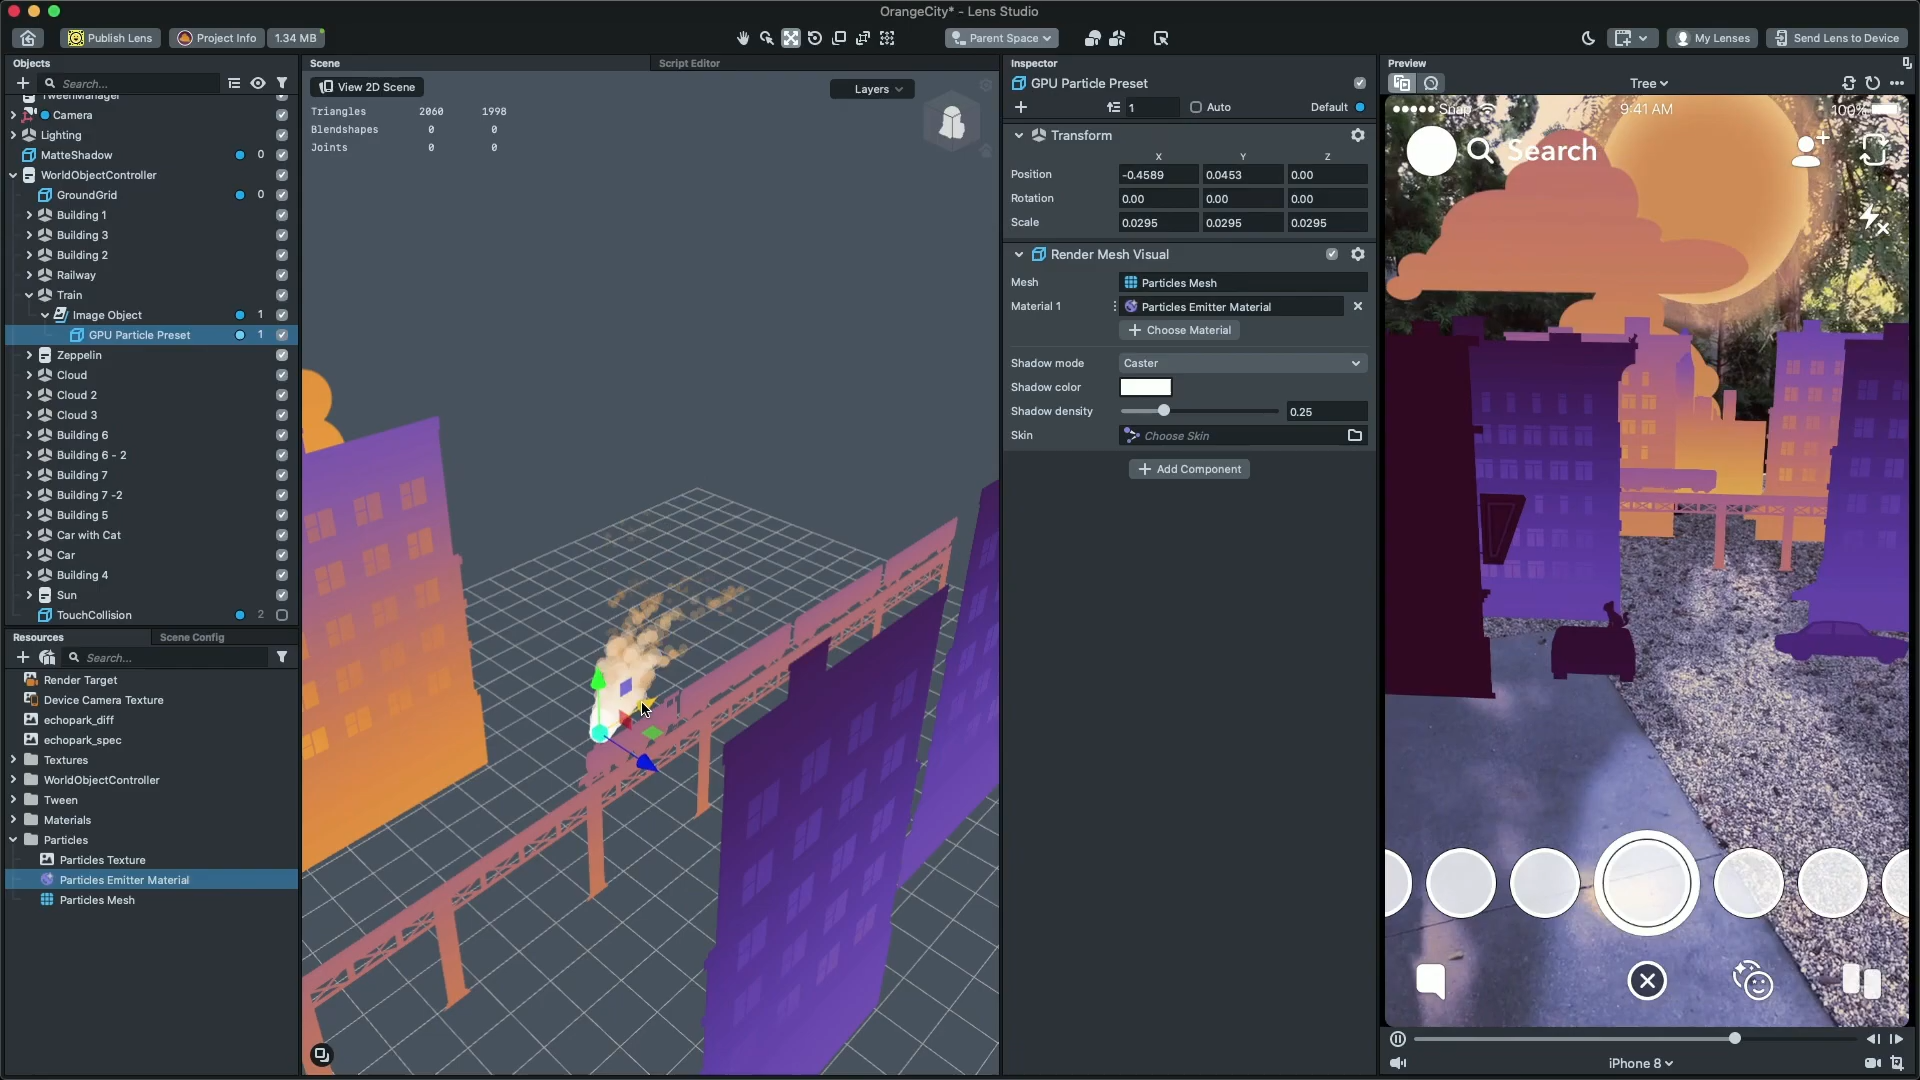 OrangeCity* - Lens Studio
Publish Lens
Project Info
1.34 MB
Parent Space
My Lenses
Send Lens to Device
Objects
Scene
Script Editor
Inspector
Preview
Search...
View 2D Scene
Layers
GPU Particle Preset
Tree
1
Auto
Default
TweenManager
Camera
Lighting
MatteShadow 0
WorldObjectController
GroundGrid 0
Building 1
Building 3
Building 2
Railway
Train
Image Object 1
GPU Particle Preset 1
Zeppelin
Cloud
Cloud 2
Cloud 3
Building 6
Building 6 - 2
Building 7
Building 7 -2
Building 5
Car with Cat
Car
Building 4
Sun
TouchCollision 2
Triangles 2060 1998
Blendshapes 0 0
Joints 0 0
Transform
X Y Z
Position -0.4589 0.0453 0.00
Rotation 0.00 0.00 0.00
Scale 0.0295 0.0295 0.0295
Render Mesh Visual
Mesh Particles Mesh
Material 1 Particles Emitter Material
Choose Material
Shadow mode Caster
Shadow color
Shadow density 0.25
Skin Choose Skin
Add Component
Resources
Scene Config
Search...
Render Target
Device Camera Texture
echopark_diff
echopark_spec
Textures
WorldObjectController
Tween
Materials
Particles
Particles Texture
Particles Emitter Material
Particles Mesh
Snap
9:41 AM
100%
Search
iPhone 8